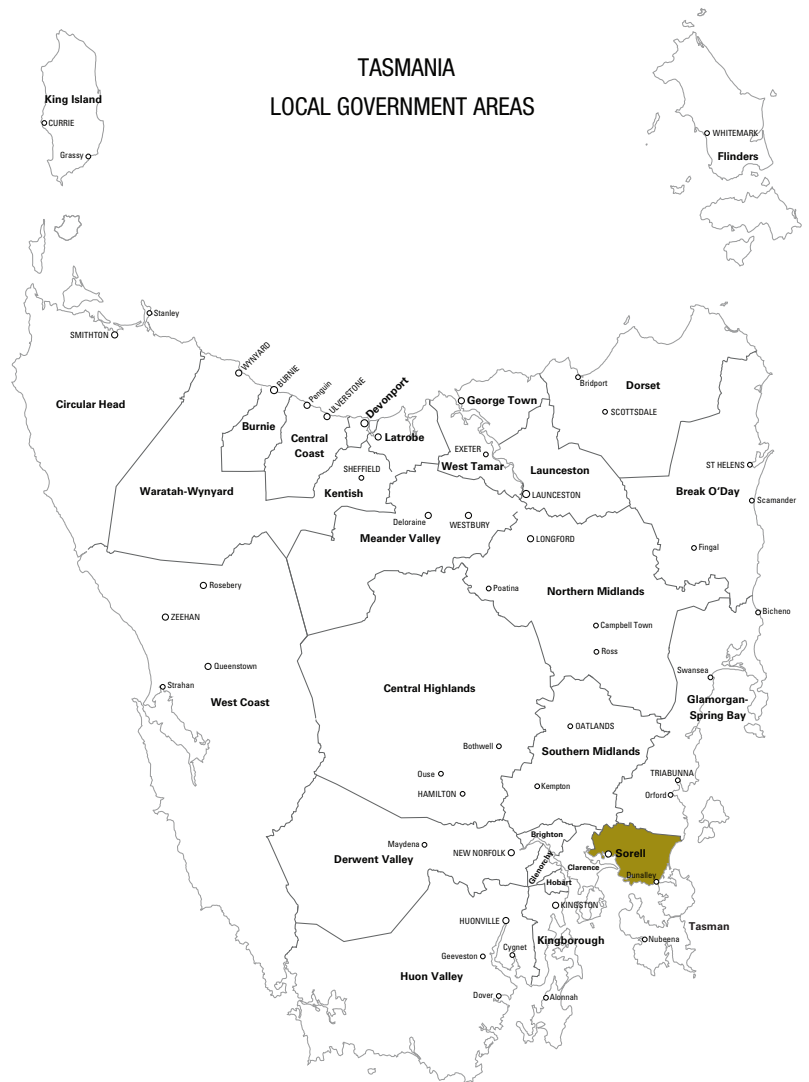 TASMANIA
LOCAL GOVERNMENT AREAS
King Island
CURRIE
Grassy
WHITEMARK
Flinders
Stanley
SMITHTON
WYNYARD
BURNIE
Penguin
ULVERSTONE
Devonport
George Town
Bridport
Dorset
SCOTTSDALE
Circular Head
Burnie
Central
Coast
Latrobe
EXETER
West Tamar
Launceston
ST HELENS
SHEFFIELD
Kentish
Waratah-Wynyard
LAUNCESTON
Break O'Day
Scamander
Deloraine
WESTBURY
Meander Valley
LONGFORD
Fingal
Rosebery
Poatina
Northern Midlands
ZEEHAN
Campbell Town
Bicheno
Ross
Queenstown
Strahan
West Coast
Central Highlands
Swansea
Glamorgan-
Spring Bay
OATLANDS
Bothwell
Southern Midlands
Ouse
HAMILTON
Kempton
TRIABUNNA
Orford
Maydena
Derwent Valley
NEW NORFOLK
Brighton
Glenorchy
Clarence
Sorell
Hobart
Dunalley
KINGSTON
HUONVILLE
Kingborough
Tasman
Nubeena
Geeveston
Cygnet
Huon Valley
Dover
Alonnah